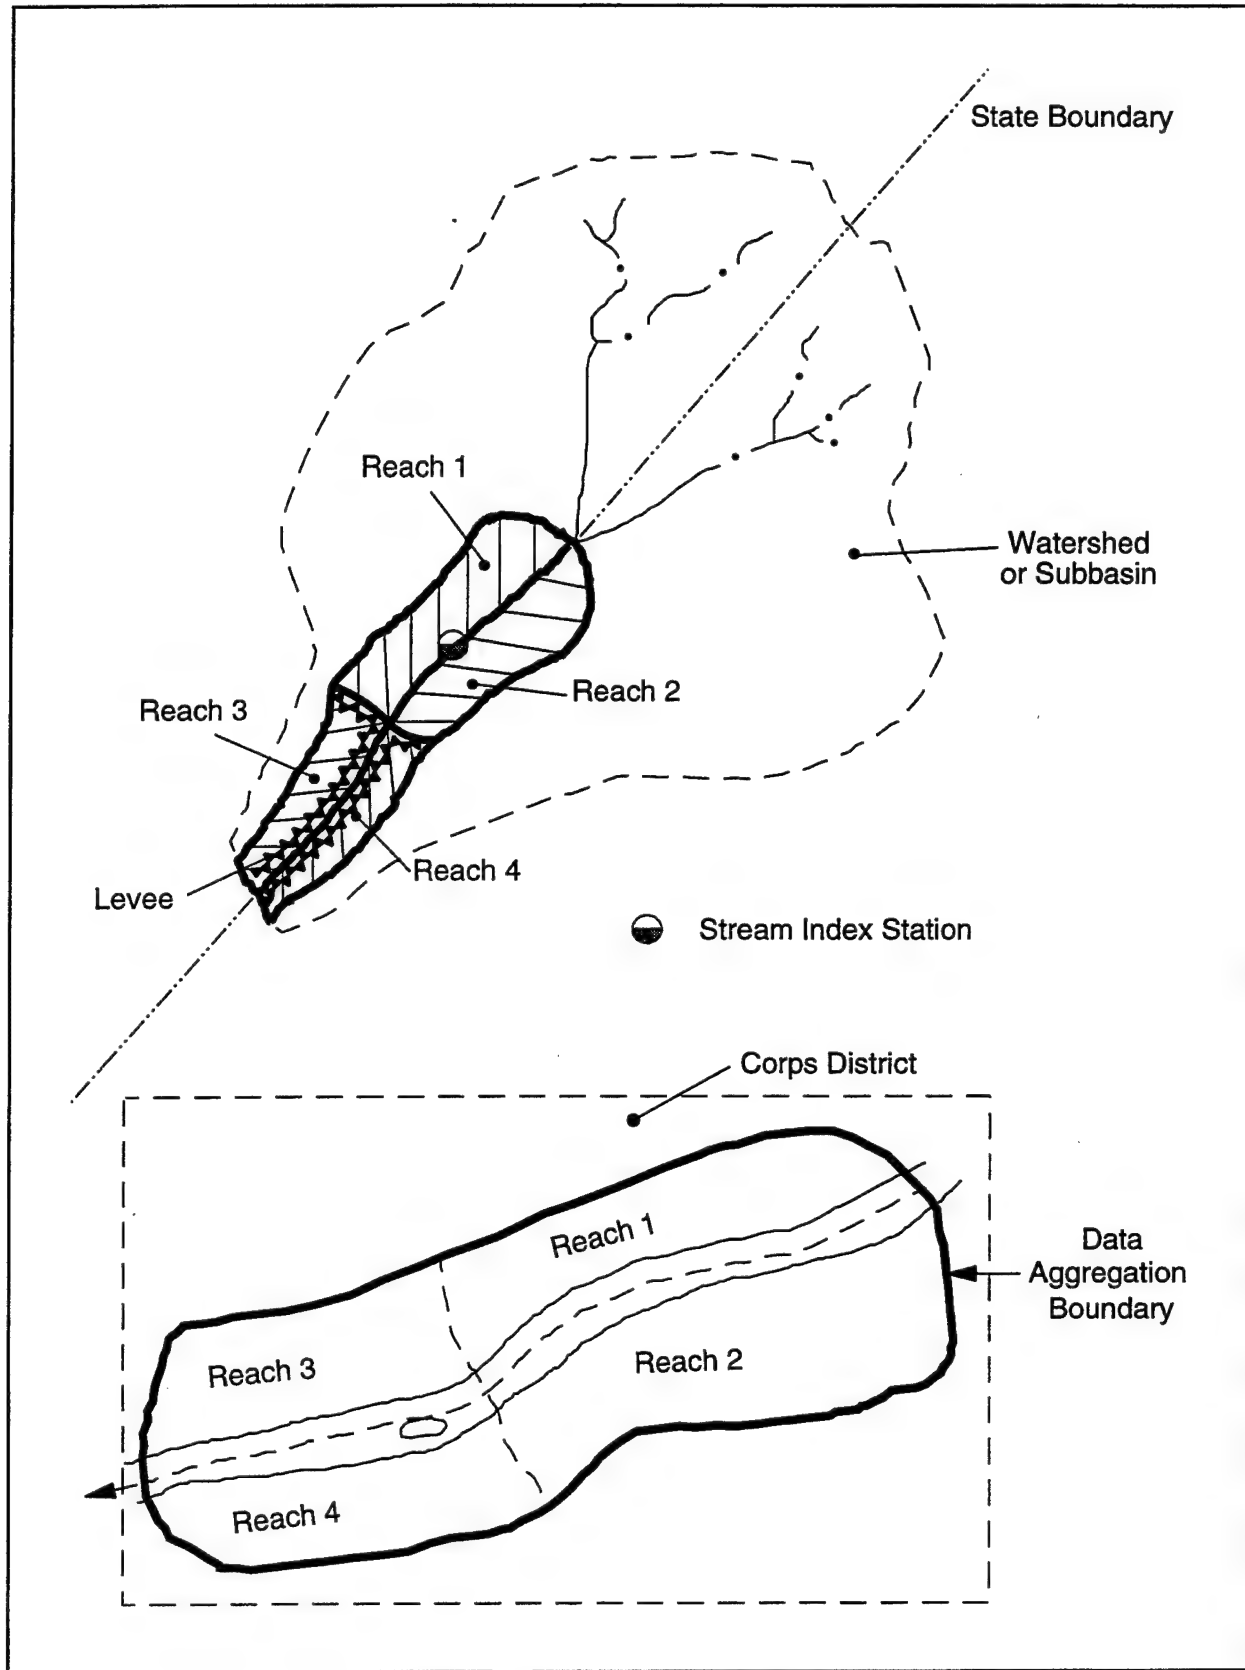 State Boundary
Reach 1
Watershed
or Subbasin
Reach 2
Reach 3
Reach 4
Levee
Stream Index Station
Corps District
Reach 1
Data
Aggregation
Boundary
Reach 2
Reach 3
Reach 4